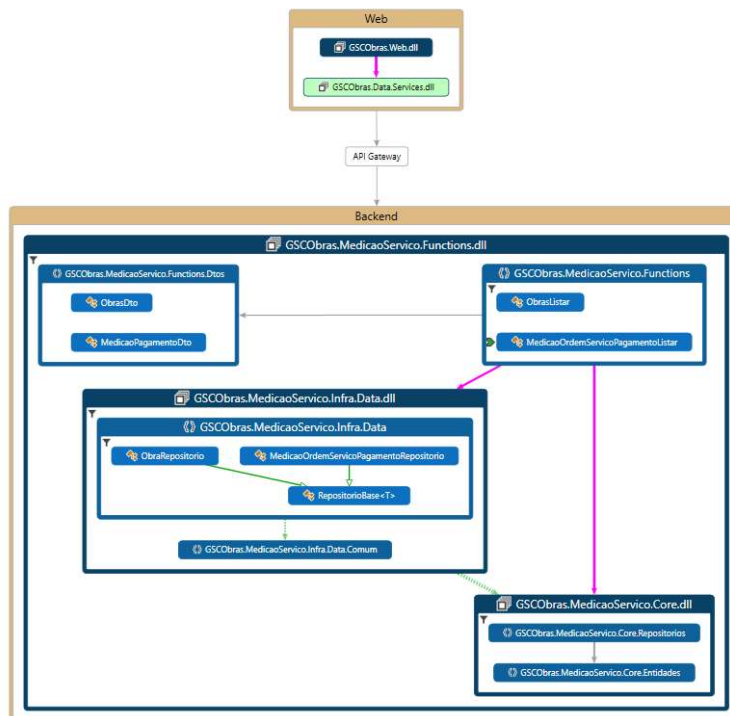 Web
GSCObras.Web.dll
GSCObras.Data.Services.dll
API Gateway
Backend
GSCObras.MedicaoServico.Functions.dll
GSCObras.MedicaoServico.Functions.Dtos
ObrasDto
MedicaoPagamentoDto
GSCObras.MedicaoServico.Functions
ObrasListar
MedicaoOrdemServicoPagamentoListar
GSCObras.MedicaoServico.Infra.Data.dll
GSCObras.MedicaoServico.Infra.Data
ObraRepositorio
MedicaoOrdemServicoPagamentoRepositorio
RepositorioBase<T>
GSCObras.MedicaoServico.Infra.Data.Comum
GSCObras.MedicaoServico.Core.dll
GSCObras.MedicaoServico.Core.Repositorios
GSCObras.MedicaoServico.Core.Entidades